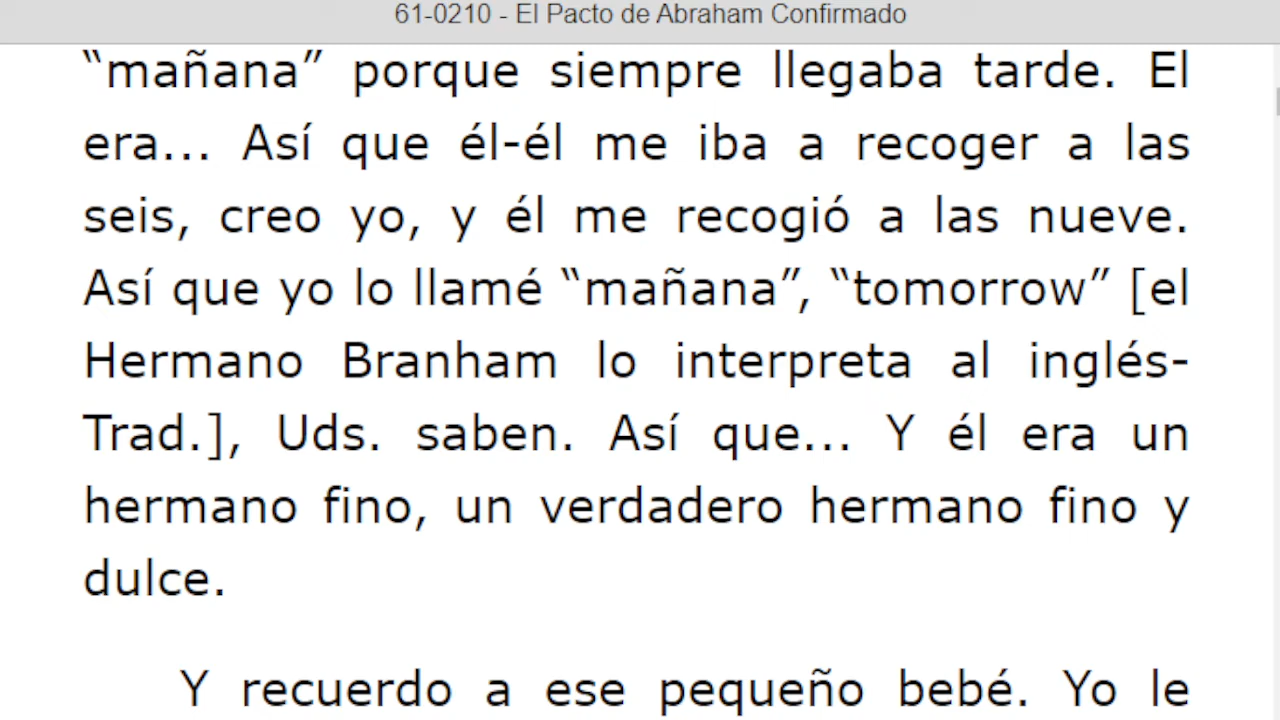 61-0210 - El Pacto de Abraham Confirmado
“mañana” porque siempre llegaba tarde. El
era... Así que él-él me iba a recoger a las
seis, creo yo, y él me recogió a las nueve.
Así que yo lo llamé “mañana”, “tomorrow” [el
Hermano Branham lo interpreta al inglés-
Trad.], Uds. saben. Así que... Y él era un
hermano fino, un verdadero hermano fino y
dulce.
Y recuerdo a ese pequeño bebé. Yo le